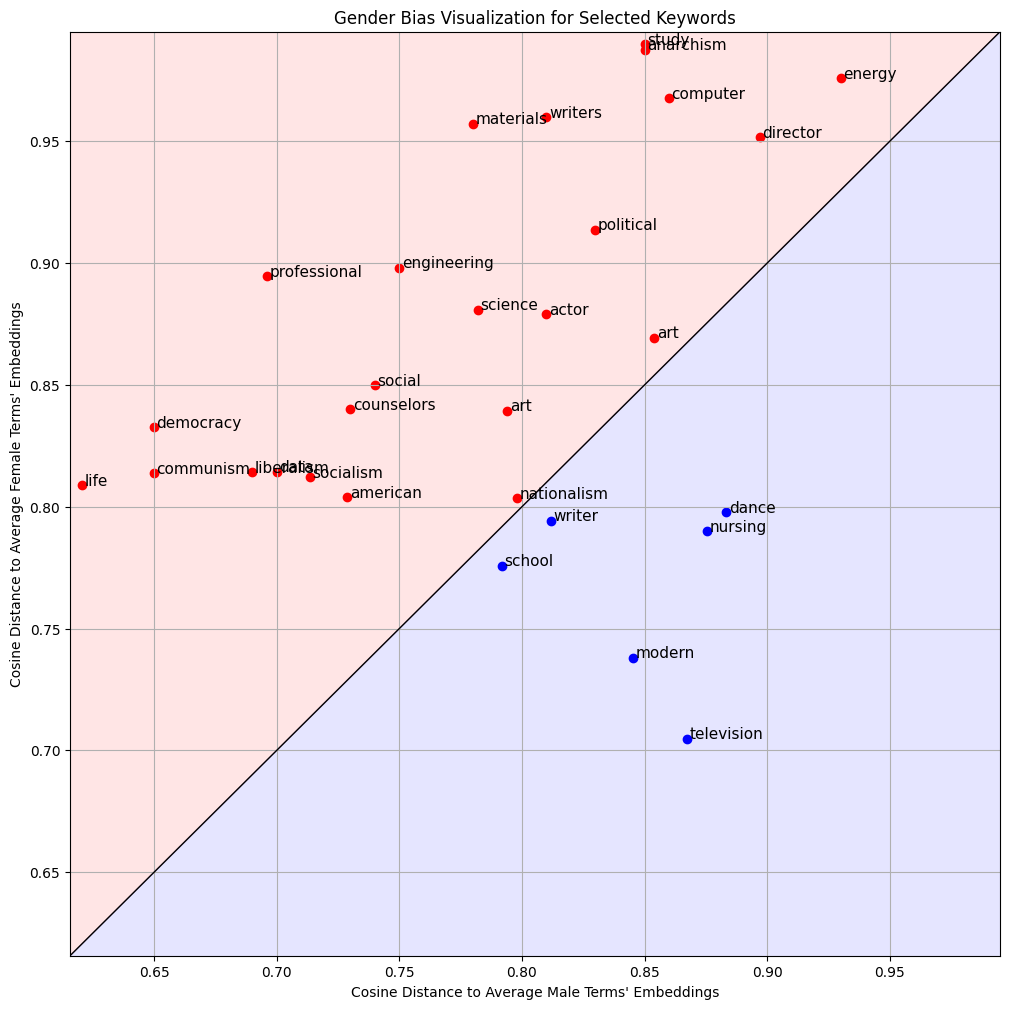 Gender Bias Visualization for Selected Keywords
study
anarchism
energy
computer
materials
writers
director
0.95
political
0.90
professional
engineering
science
actor
art
0.85
social
counselors
art
democracy
communism
liberalism
data
socialism
life
american
nationalism
0.80
writer
dance
nursing
school
0.75
modern
television
0.70
0.65
Cosine Distance to Average Female Terms' Embeddings
0.65
0.70
0.75
0.80
0.85
0.90
0.95
Cosine Distance to Average Male Terms' Embeddings